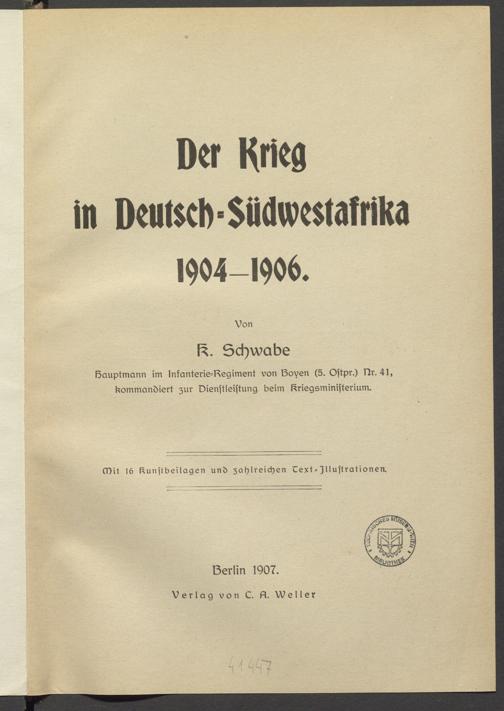 Der Krieg
in Deutsch-Südwestafrika
1904—1906.
Von
K. Schwabe
Hauptmann im Infanterie-Regiment von Boyen (5. Ostpr.) Nr. 41,
kommandiert zur Dienstleistung beim Kriegsministerium.
Mit 16 Kunstbeilagen und zahlreichen Text-Illustrationen.
BIBLIOTHEK
Berlin 1907.
Verlag von C. A. Weller
41447